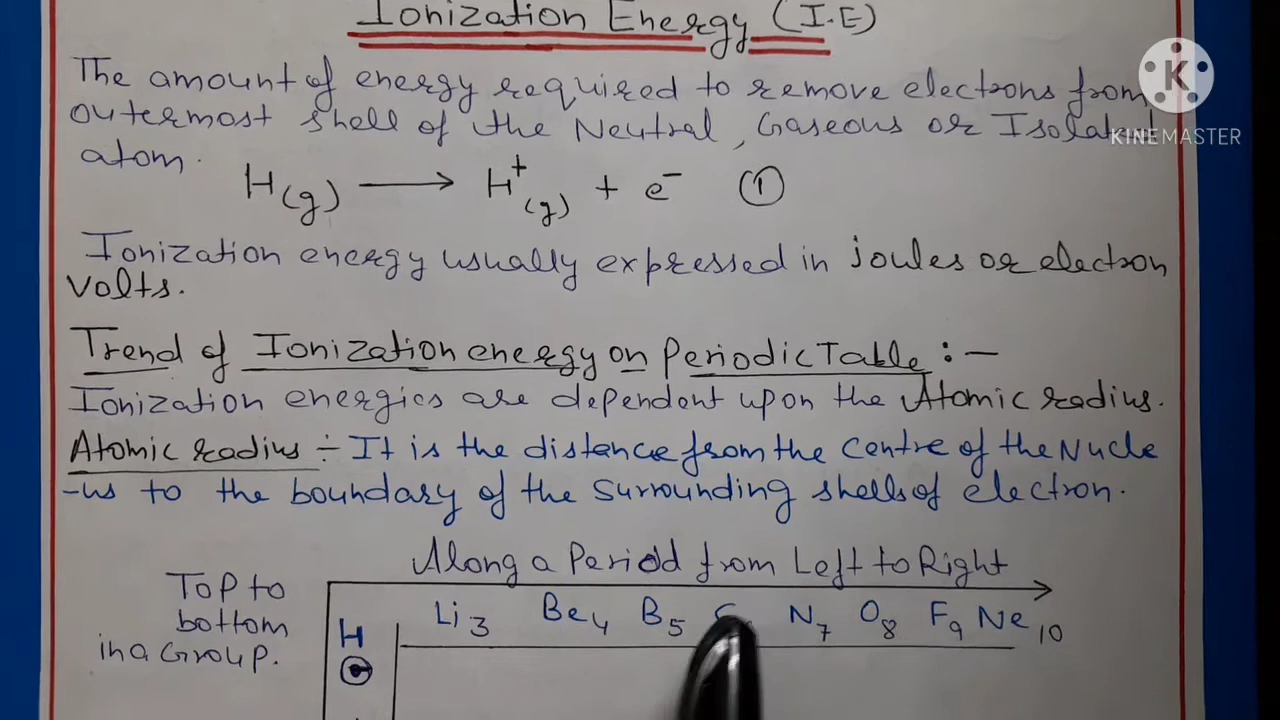 Ionization Energy (I.E)
The amount of energy required to remove electrons from
outermost shell of the Neutral, Gaseous or Isolated
atom.
H(g) ⟶ H+(g) + e- ①
Ionization energy usually expressed in joules or electron
volts.
Trend of Ionization energy on Periodic Table :-
Ionization energies are dependent upon the Atomic radius.
Atomic radius ÷ It is the distance from the Centre of the Nucle
-us to the boundary of the surrounding shells of electron.
Along a Period from Left to Right
Top to
bottom
in a Group.
Li3 Be4 B5 N7 O8 F9 Ne10
H
K
KINEMASTER